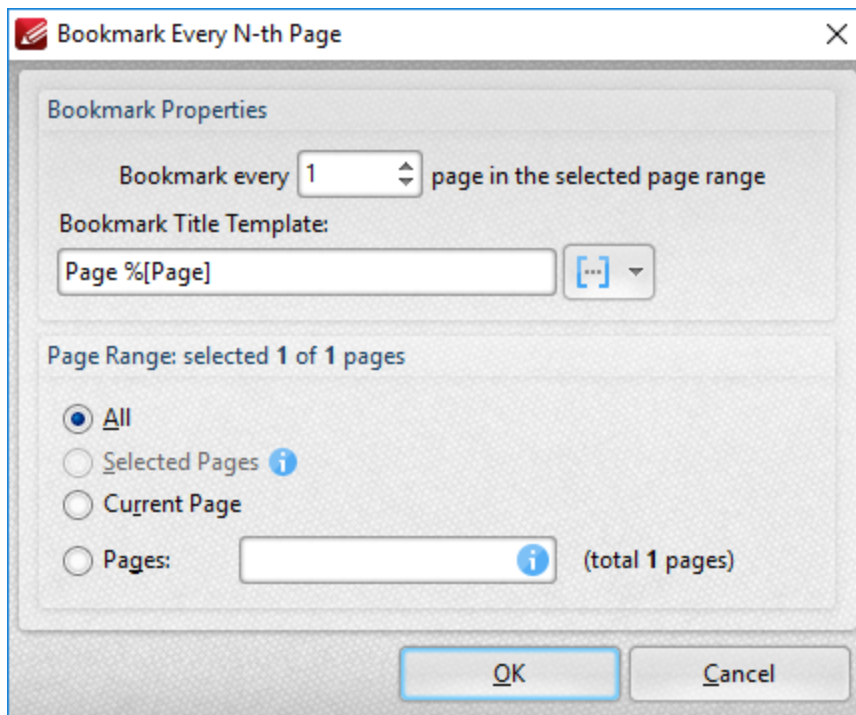 Bookmark Every N-th Page
Bookmark Properties
Bookmark every 1 page in the selected page range
Bookmark Title Template:
Page %[Page]
Page Range: selected 1 of 1 pages
All
Selected Pages
Current Page
Pages: (total 1 pages)
OK Cancel